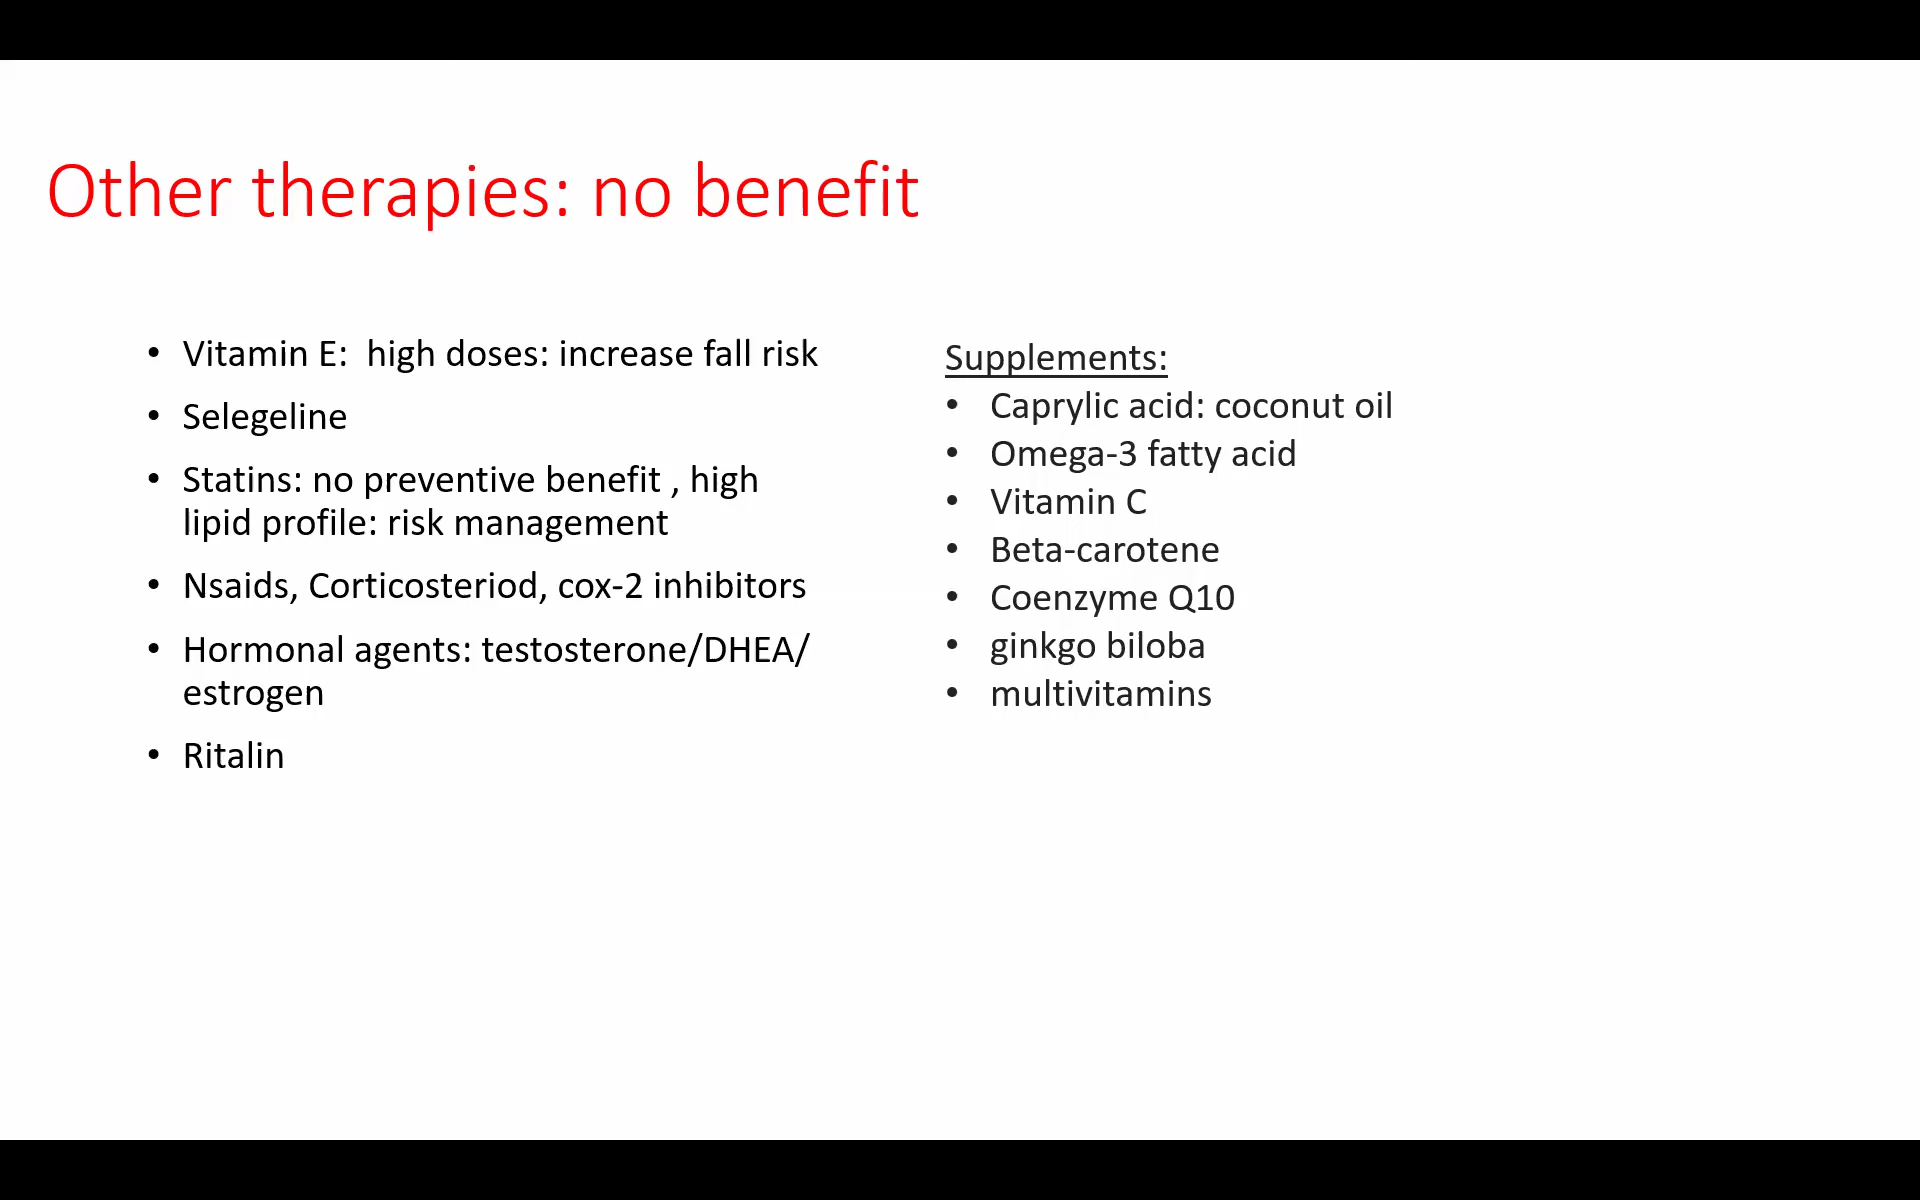 Other therapies: no benefit
• Vitamin E:  high doses: increase fall risk
• Selegeline
• Statins: no preventive benefit , high
lipid profile: risk management
• Nsaids, Corticosteriod, cox-2 inhibitors
• Hormonal agents: testosterone/DHEA/
estrogen
• Ritalin
Supplements:
• Caprylic acid: coconut oil
• Omega-3 fatty acid
• Vitamin C
• Beta-carotene
• Coenzyme Q10
• ginkgo biloba
• multivitamins